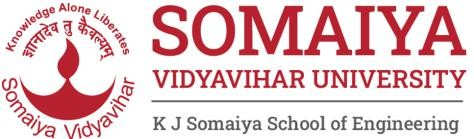 Knowledge Alone Liberates
ज्ञानादेव तु कैवल्यम्
Somaiya Vidyavihar
SOMAIYA
VIDYAVIHAR UNIVERSITY
K J Somaiya School of Engineering